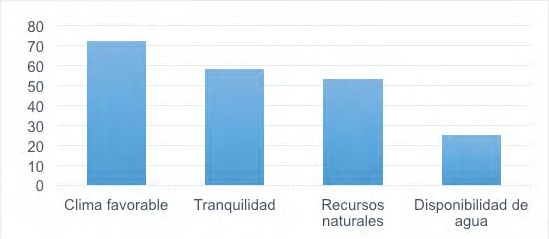 80
70
60
50
40
30
20
10
0
Clima favorable
Tranquilidad
Recursos
naturales
Disponibilidad de
agua